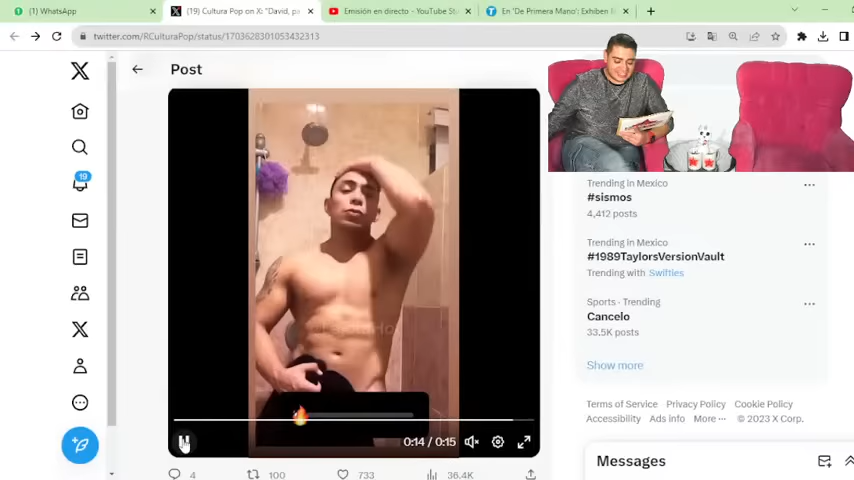 (1) WhatsApp
(19) Cultura Pop on X: "David, pa
Emisión en directo - YouTube St
En 'De Primera Mano': Exhiben
twitter.com/RCulturaPop/status/1703628301053432313
Post
19
Trending in Mexico
#sismos
4,412 posts
Trending in Mexico
#1989TaylorsVersionVault
Trending with Swifties
Sports · Trending
Cancelo
33.5K posts
Show more
0:14 / 0:15
Terms of Service Privacy Policy Cookie Policy
Accessibility Ads info More ··· © 2023 X Corp.
Messages
4 100 733 36.4K